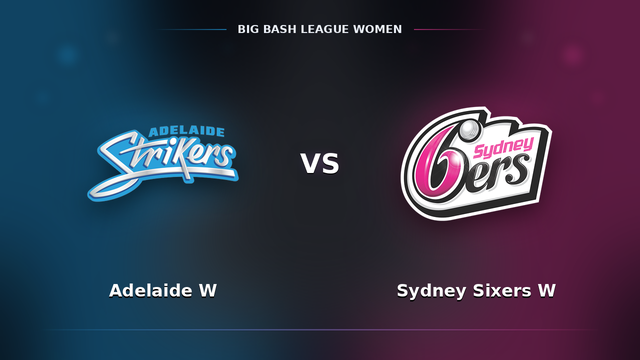 BIG BASH LEAGUE WOMEN
ADELAIDE
Strikers
VS
Sydney
6ers
Adelaide W
Sydney Sixers W